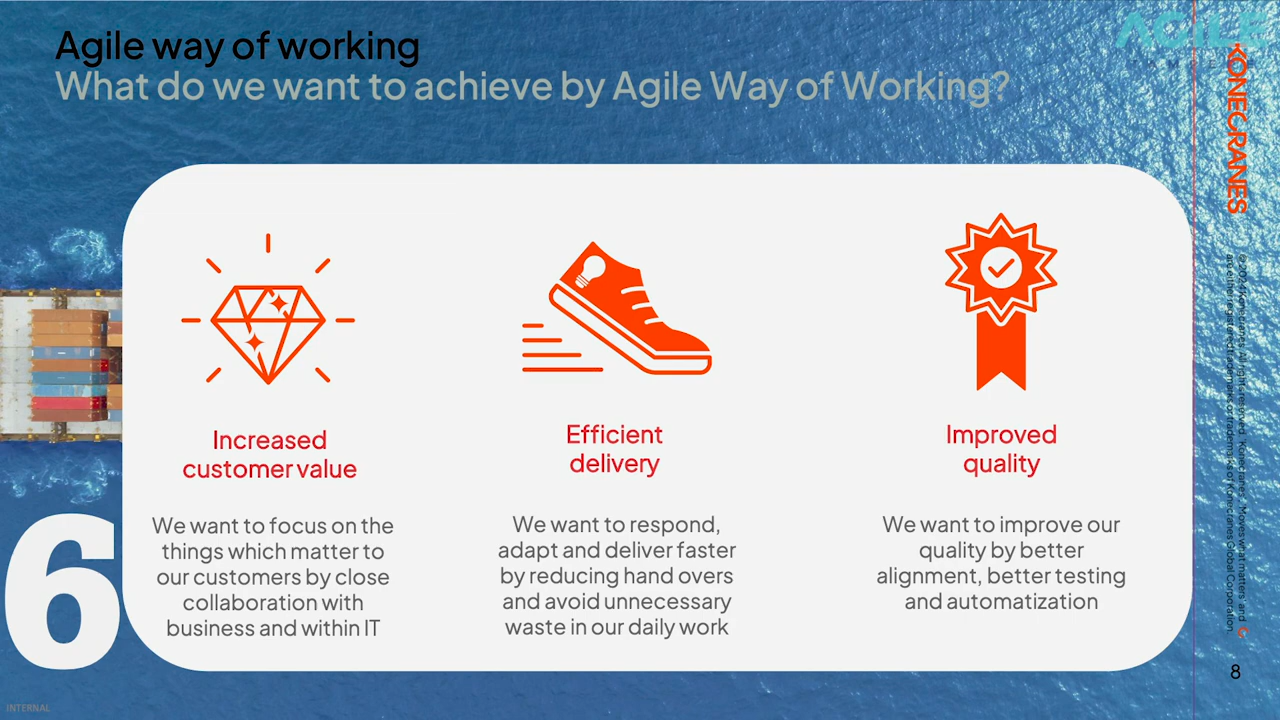 Agile way of working
What do we want to achieve by Agile Way of Working?
AGILE
KONECRANES
Increased
customer value
We want to focus on the
things which matter to
our customers by close
collaboration with
business and within IT
Efficient
delivery
We want to respond,
adapt and deliver faster
by reducing hand overs
and avoid unnecessary
waste in our daily work
Improved
quality
We want to improve our
quality by better
alignment, better testing
and automatization
6
8
INTERNAL